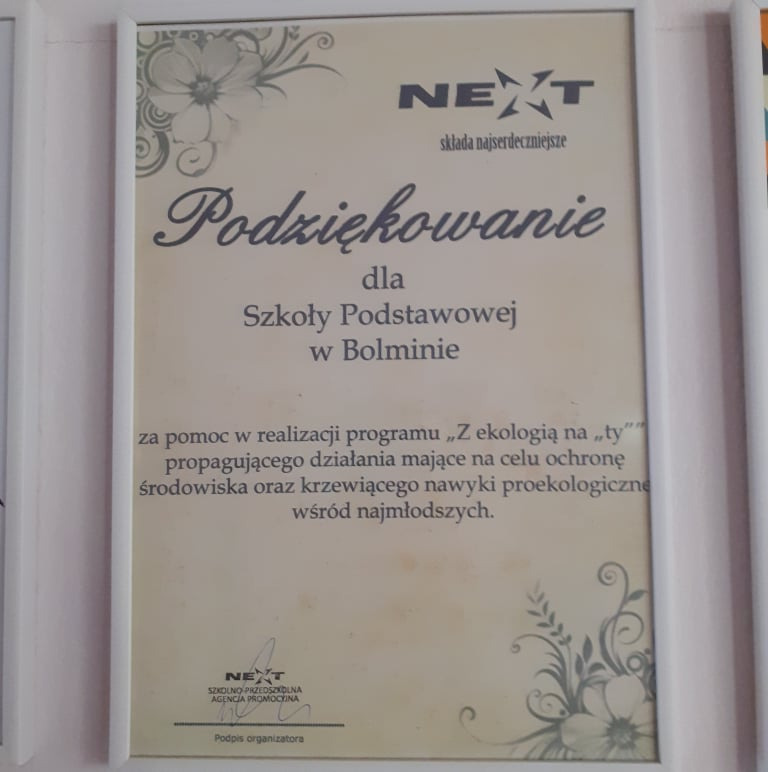 NEXT
składa najserdeczniejsze
Podziękowanie
dla
Szkoły Podstawowej
w Bolminie
za pomoc w realizacji programu „Z ekologią na „ty””
propagującego działania mające na celu ochronę
środowiska oraz krzewiącego nawyki proekologiczne
wśród najmłodszych.
NEXT
SZKOLNO-PRZEDSZKOLNA
AGENCJA PROMOCYJNA
Podpis organizatora